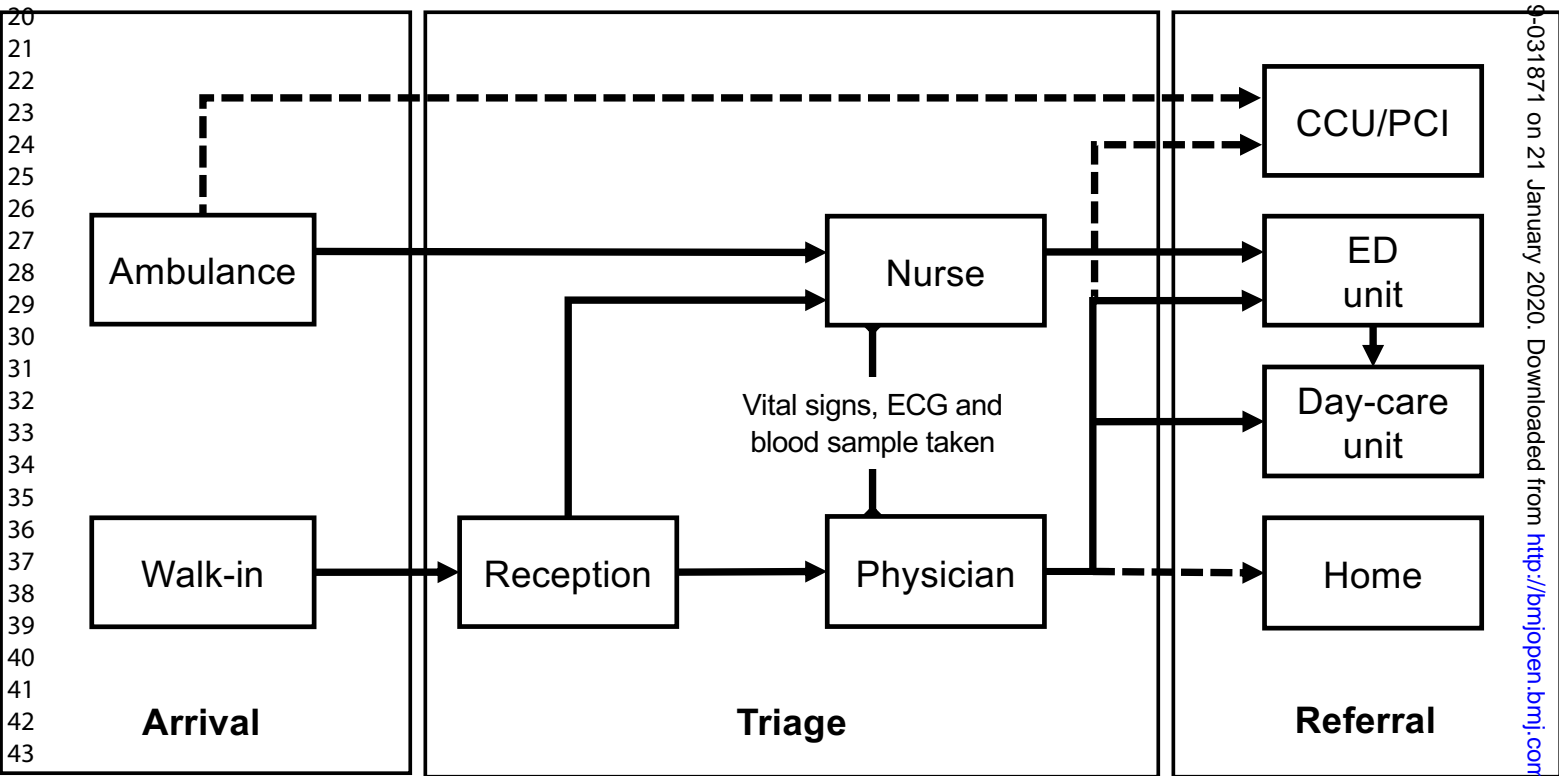 20
21
22
23
24
25
26
27
28
29
30
31
32
33
34
35
36
37
38
39
40
41
42
43
CCU/PCI
Ambulance
Nurse
ED
unit
Vital signs, ECG and
blood sample taken
Day-care
unit
Walk-in
Reception
Physician
Home
Arrival
Triage
Referral
9-031871 on 21 January 2020. Downloaded from http://bmjopen.bmj.com